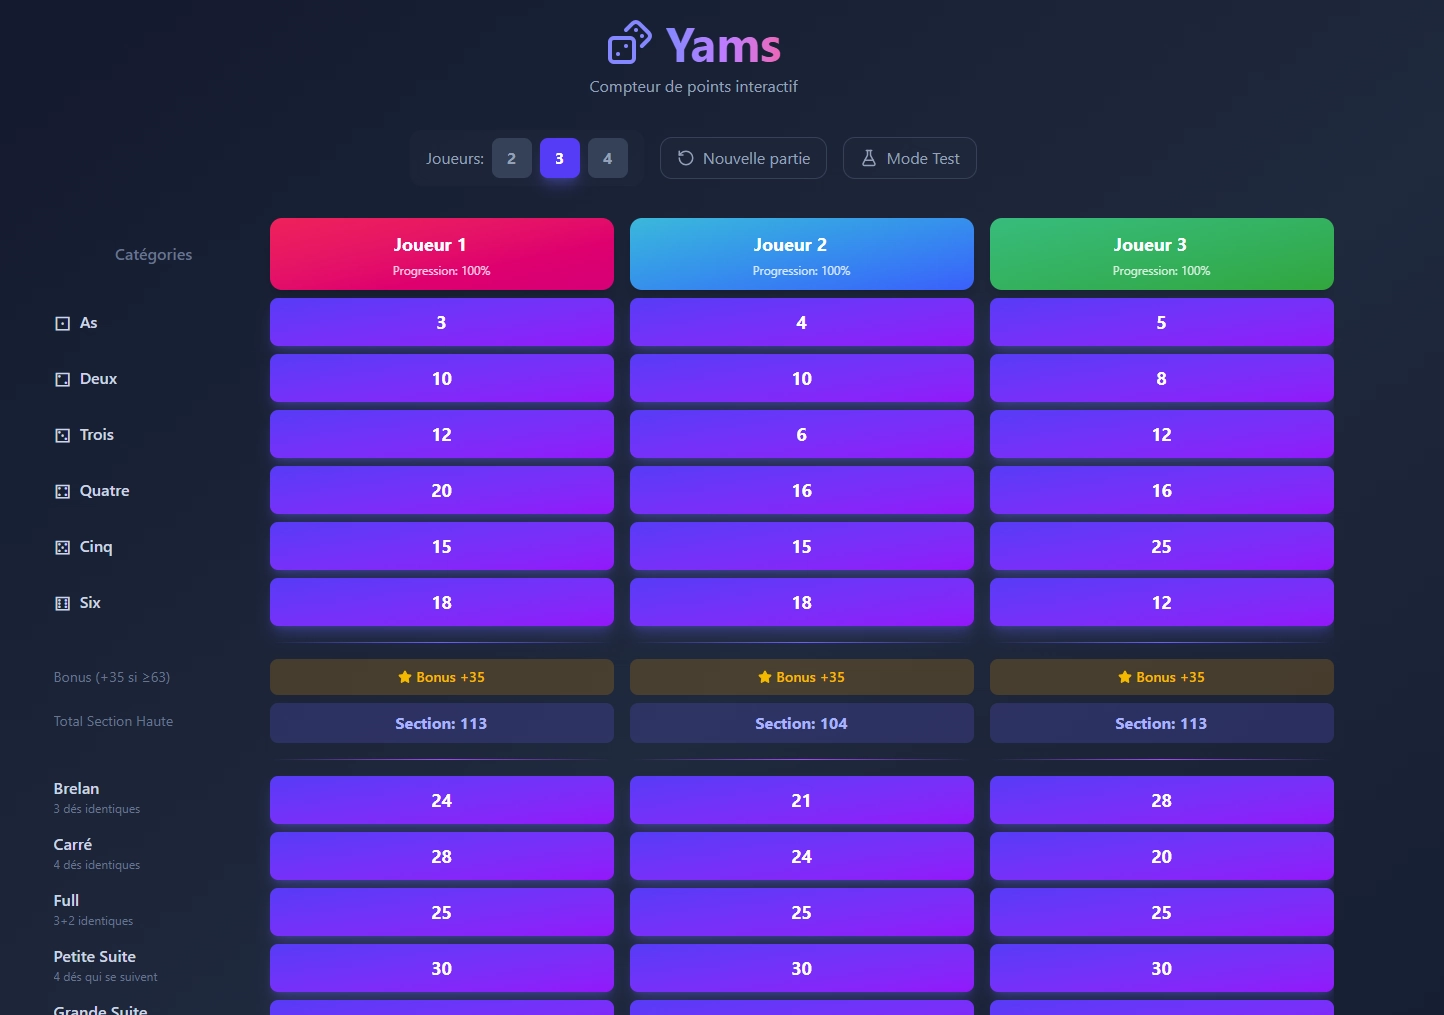 Yams
Compteur de points interactif
Joueurs: 2 3 4 Nouvelle partie Mode Test
Catégories
Joueur 1 Joueur 2 Joueur 3
Progression: 100% Progression: 100% Progression: 100%
As 3 4 5
Deux 10 10 8
Trois 12 6 12
Quatre 20 16 16
Cinq 15 15 25
Six 18 18 12
Bonus (+35 si ≥63) Bonus +35 Bonus +35 Bonus +35
Total Section Haute Section: 113 Section: 104 Section: 113
Brelan
3 dés identiques
24 21 28
Carré
4 dés identiques
28 24 20
Full
3+2 identiques
25 25 25
Petite Suite
4 dés qui se suivent
30 30 30
Grande Suite